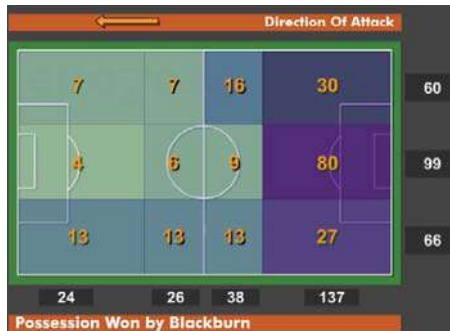 Direction Of Attack
7 7 16 30 60
4 6 9 80 99
13 13 13 27 66
24 26 38 137
Possession Won by Blackburn